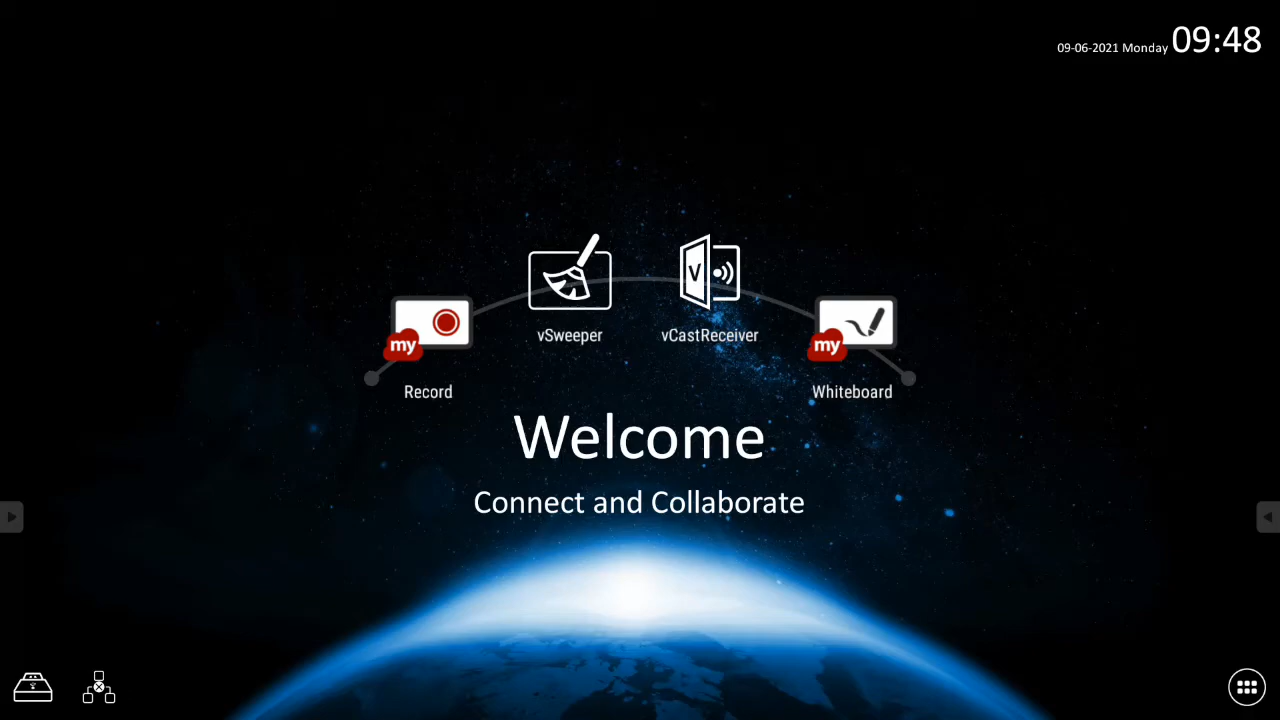 09-06-2021 Monday 09:48
V
vSweeper
vCastReceiver
my
my
Record
Whiteboard
Welcome
Connect and Collaborate